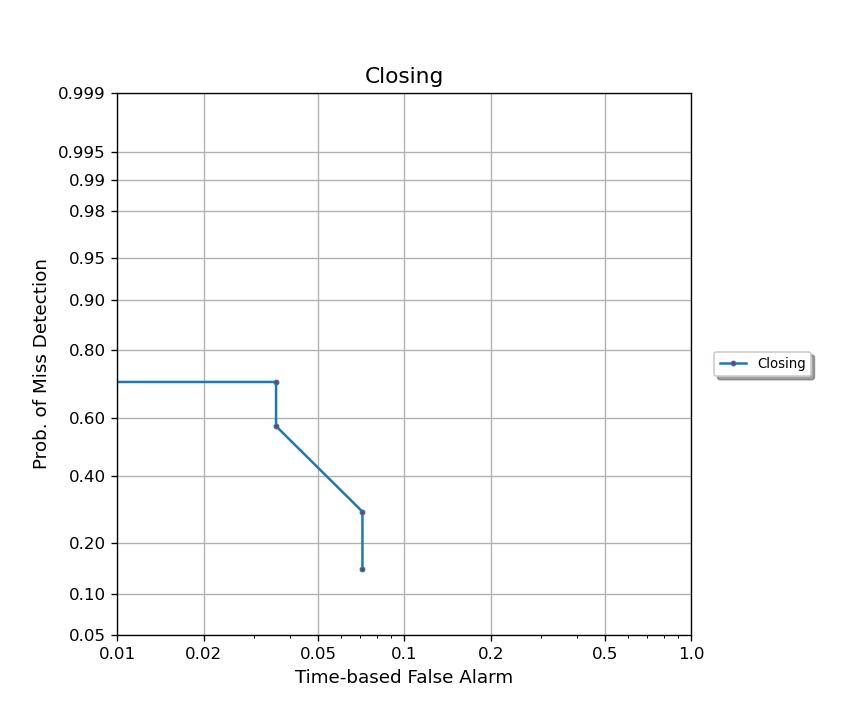 Closing
0.999
0.995
0.99
0.98
0.95
0.90
0.80
0.60
0.40
0.20
0.10
0.05
Prob. of Miss Detection
Closing
0.01 0.02 0.05 0.1 0.2 0.5 1.0
Time-based False Alarm